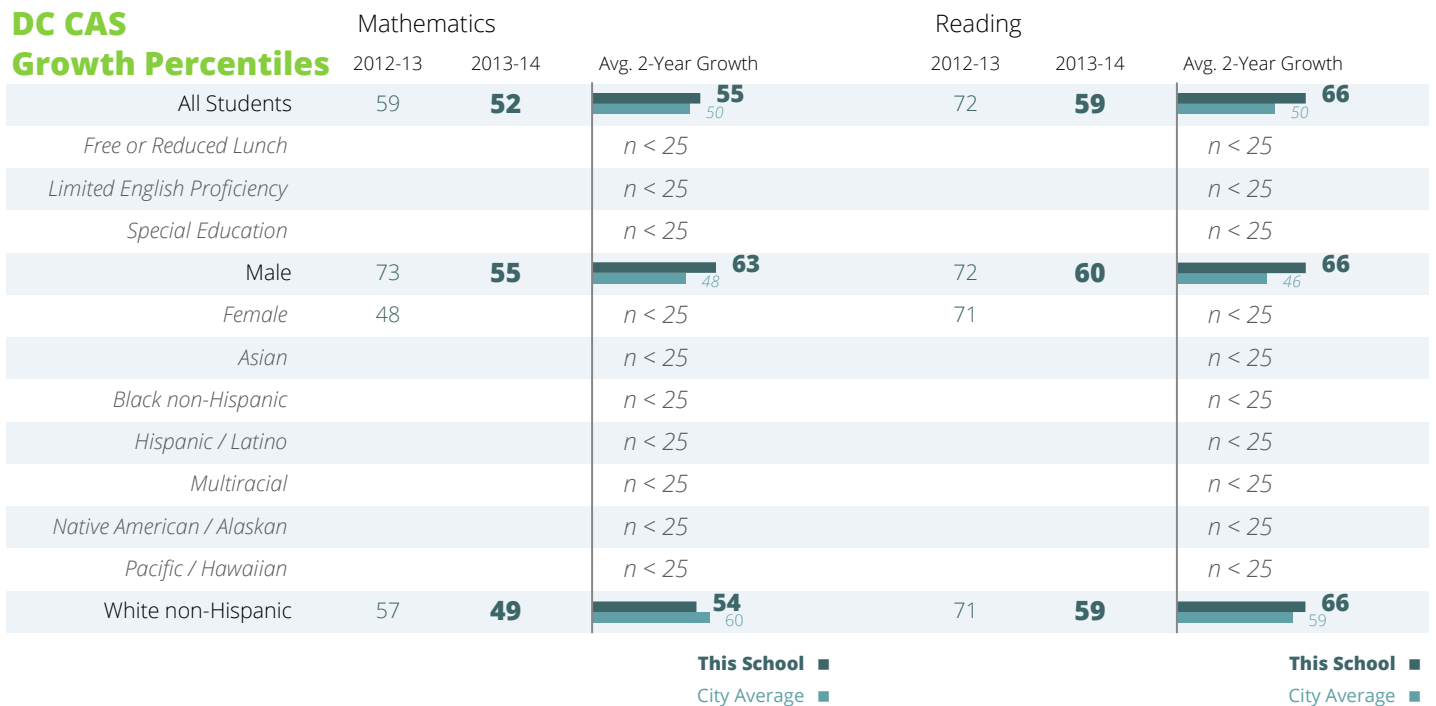 DC CAS Mathematics Reading
Growth Percentiles 2012-13 2013-14 Avg. 2-Year Growth 2012-13 2013-14 Avg. 2-Year Growth
All Students 59 52 55 50 72 59 66 50
Free or Reduced Lunch n < 25 n < 25
Limited English Proficiency n < 25 n < 25
Special Education n < 25 n < 25
Male 73 55 63 48 72 60 66 46
Female 48 n < 25 71 n < 25
Asian n < 25 n < 25
Black non-Hispanic n < 25 n < 25
Hispanic / Latino n < 25 n < 25
Multiracial n < 25 n < 25
Native American / Alaskan n < 25 n < 25
Pacific / Hawaiian n < 25 n < 25
White non-Hispanic 57 49 54 60 71 59 66 59
This School This School
City Average City Average